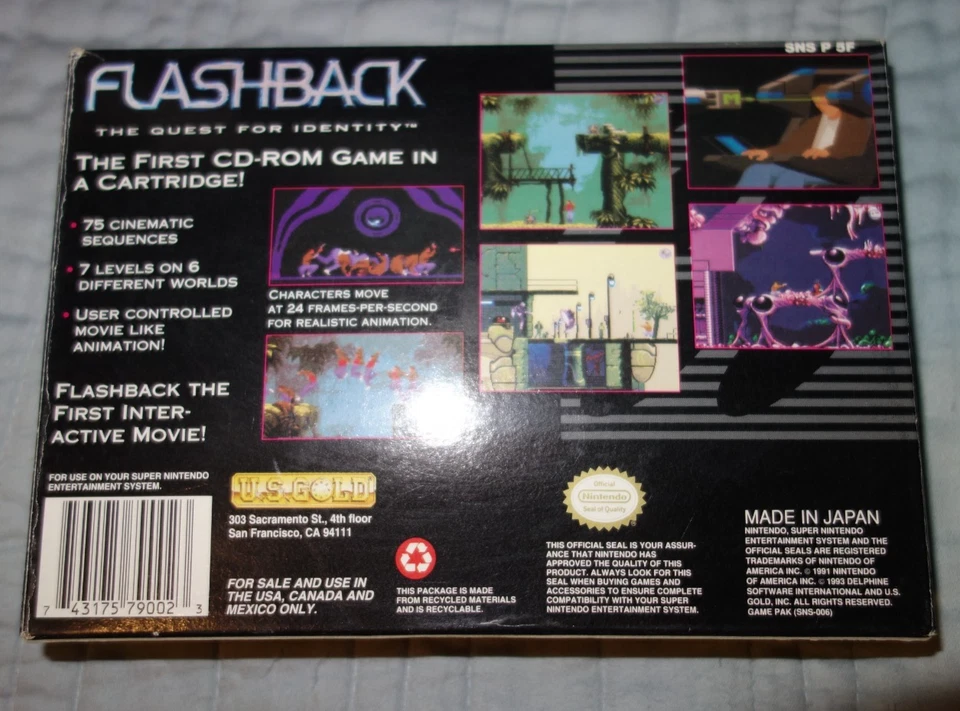 SNS P 5F
FLASHBACK
THE QUEST FOR IDENTITY™
THE FIRST CD-ROM GAME IN
A CARTRIDGE!
• 75 CINEMATIC
SEQUENCES
• 7 LEVELS ON 6
DIFFERENT WORLDS
• USER CONTROLLED
MOVIE LIKE
ANIMATION!
CHARACTERS MOVE
AT 24 FRAMES-PER-SECOND
FOR REALISTIC ANIMATION.
FLASHBACK THE
FIRST INTER-
ACTIVE MOVIE!
FOR USE ON YOUR SUPER NINTENDO
ENTERTAINMENT SYSTEM.
7 43175 79002 3
U.S. GOLD
303 Sacramento St., 4th floor
San Francisco, CA 94111
FOR SALE AND USE IN
THE USA, CANADA AND
MEXICO ONLY.
THIS PACKAGE IS MADE
FROM RECYCLED MATERIALS
AND IS RECYCLABLE.
Official
Nintendo
Seal of Quality
THIS OFFICIAL SEAL IS YOUR ASSUR-
ANCE THAT NINTENDO HAS
APPROVED THE QUALITY OF THIS
PRODUCT. ALWAYS LOOK FOR THIS
SEAL WHEN BUYING GAMES AND
ACCESSORIES TO ENSURE COMPLETE
COMPATIBILITY WITH YOUR SUPER
NINTENDO ENTERTAINMENT SYSTEM.
MADE IN JAPAN
NINTENDO, SUPER NINTENDO
ENTERTAINMENT SYSTEM AND THE
OFFICIAL SEALS ARE REGISTERED
TRADEMARKS OF NINTENDO OF
AMERICA INC. © 1991 NINTENDO
OF AMERICA INC. © 1993 DELPHINE
SOFTWARE INTERNATIONAL AND U.S.
GOLD, INC. ALL RIGHTS RESERVED.
GAME PAK (SNS-006)